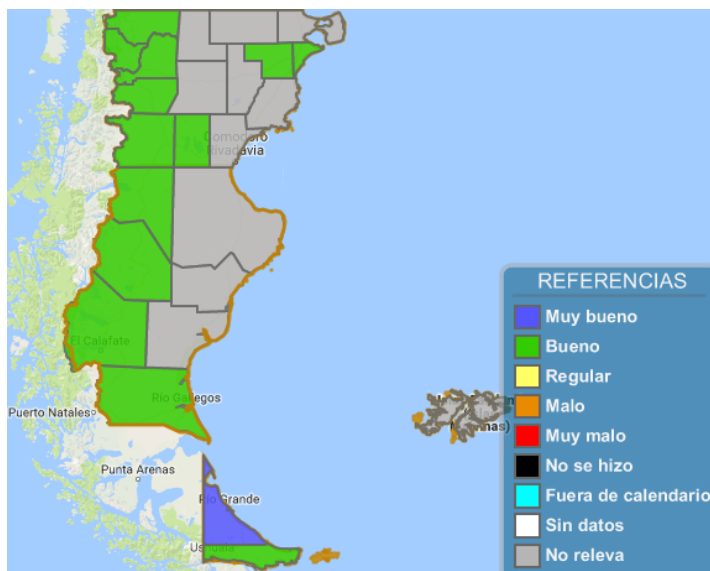 Comodoro
Rivadavia
REFERENCIAS
Muy bueno
Bueno
Regular
Malo
Muy malo
No se hizo
Fuera de calendario
Sin datos
No releva
El Calafate
Río Gallegos
Puerto Natales
Punta Arenas
Río Grande
Ushuaia